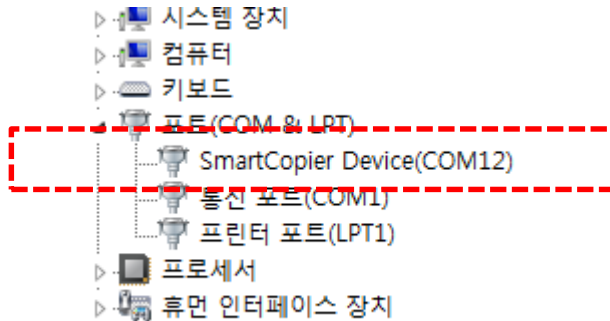 시스템 장치
컴퓨터
키보드
포트(COM & LPT)
SmartCopier Device(COM12)
통신 포트(COM1)
프린터 포트(LPT1)
프로세서
휴먼 인터페이스 장치